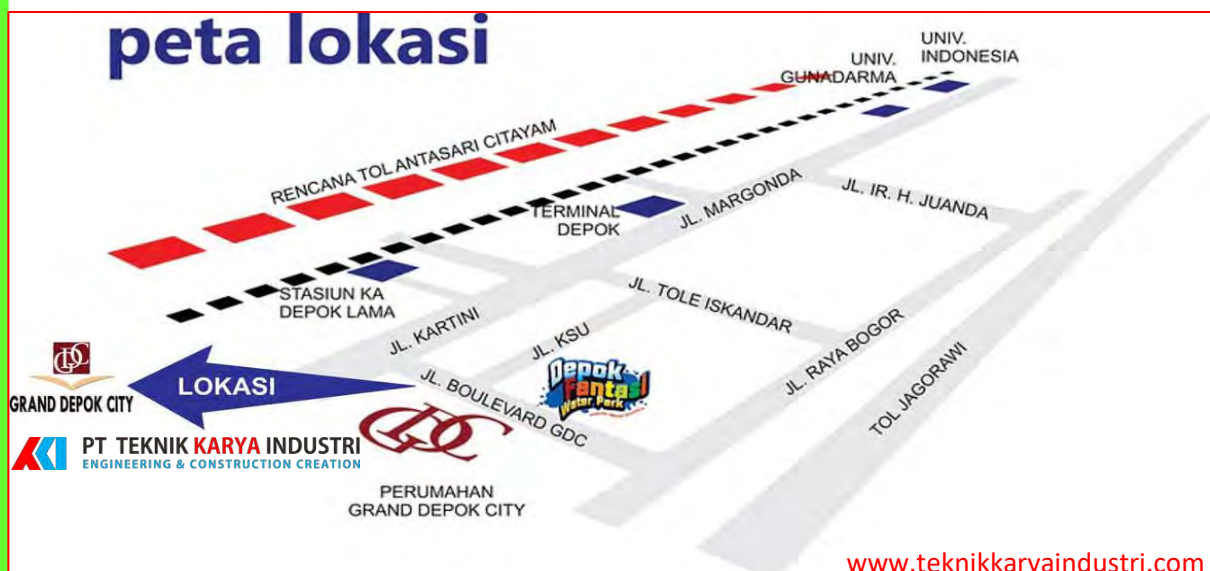 peta lokasi
UNIV.
INDONESIA
UNIV.
GUNADARMA
RENCANA TOL ANTASARI CITAYAM
JL. IR. H. JUANDA
TERMINAL
DEPOK
JL. MARGONDA
STASIUN KA
DEPOK LAMA
JL. TOLE ISKANDAR
JL. KARTINI
JL. KSU
JL. RAYA BOGOR
TOL JAGORAWI
GDC
GRAND DEPOK CITY
LOKASI
JL. BOULEVARD GDC
Depok
Fantasi
Water Park
GDC
PERUMAHAN
GRAND DEPOK CITY
TKI
PT TEKNIK KARYA INDUSTRI
ENGINEERING & CONSTRUCTION CREATION
www.teknikkaryaindustri.com